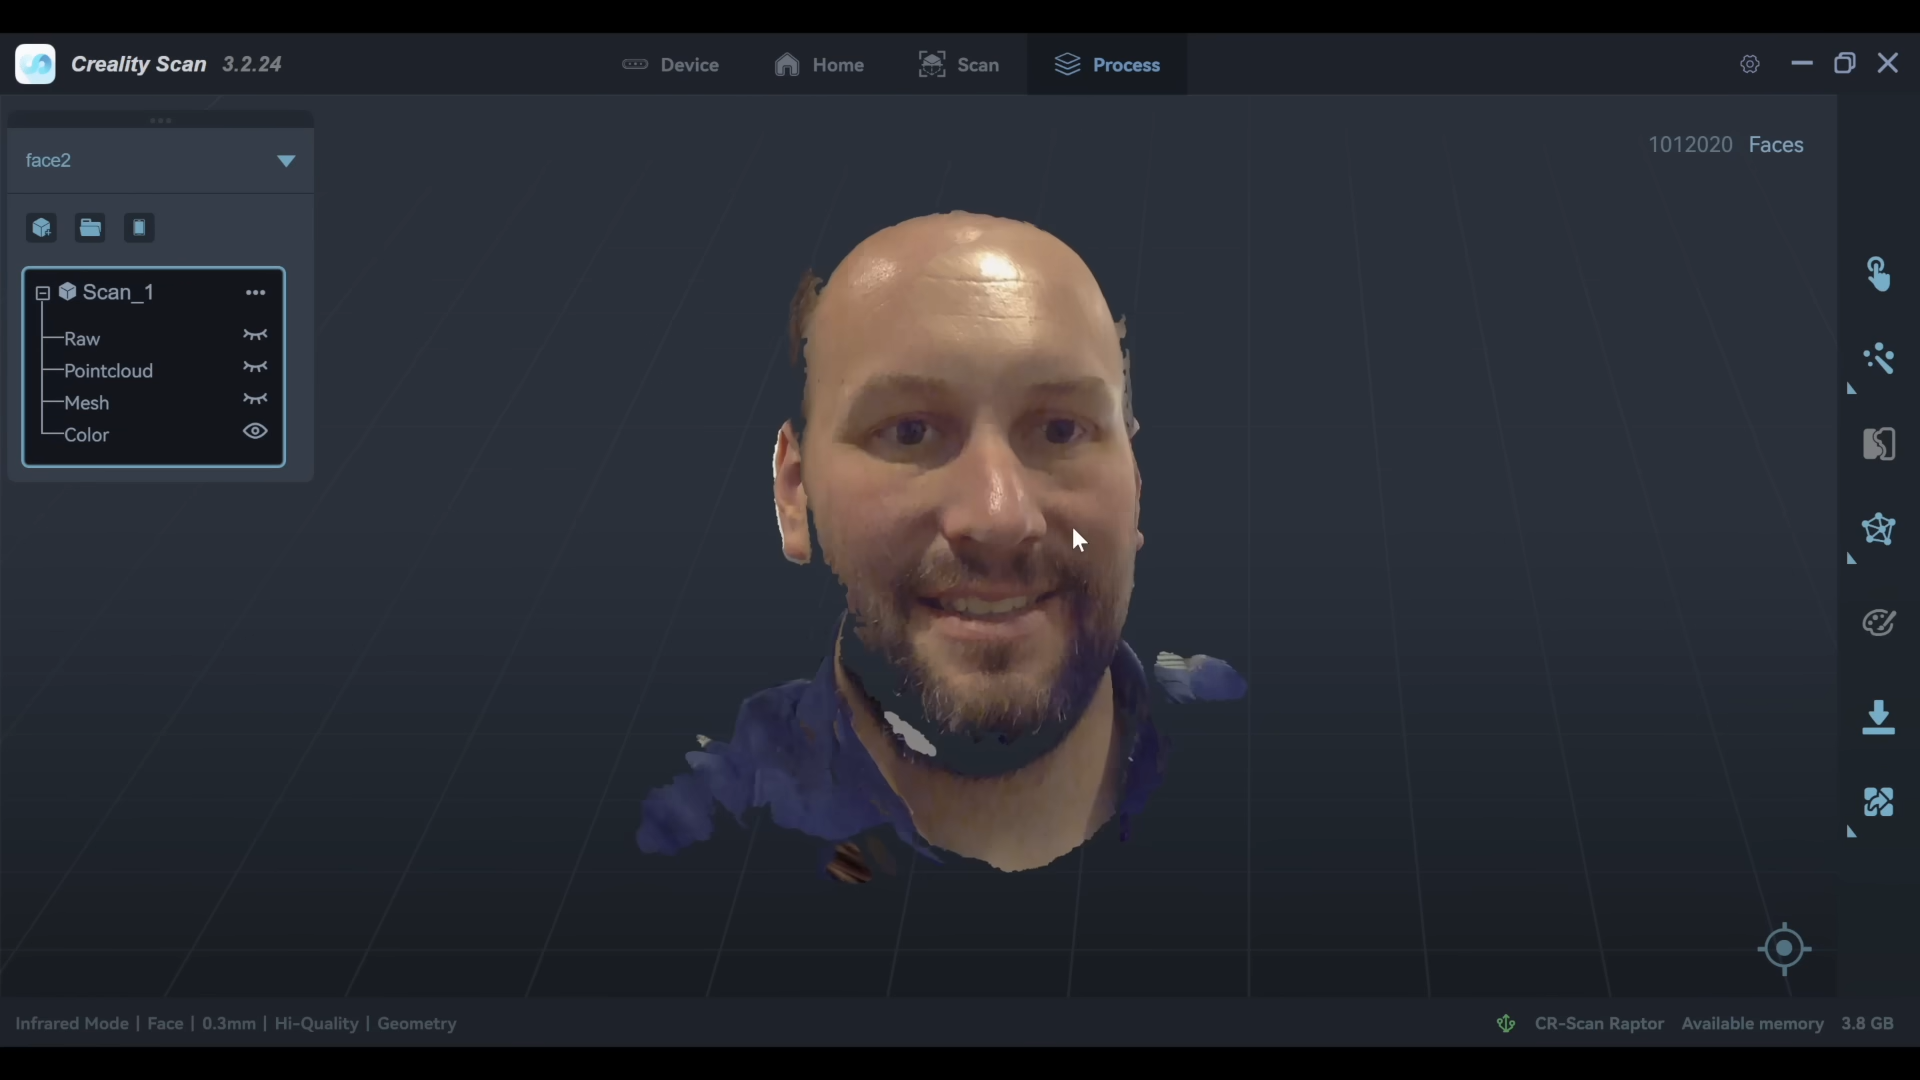 Creality Scan 3.2.24
Device
Home
Scan
Process
face2
1012020 Faces
Scan_1
Raw
Pointcloud
Mesh
Color
Infrared Mode | Face | 0.3mm | Hi-Quality | Geometry
CR-Scan Raptor Available memory 3.8 GB